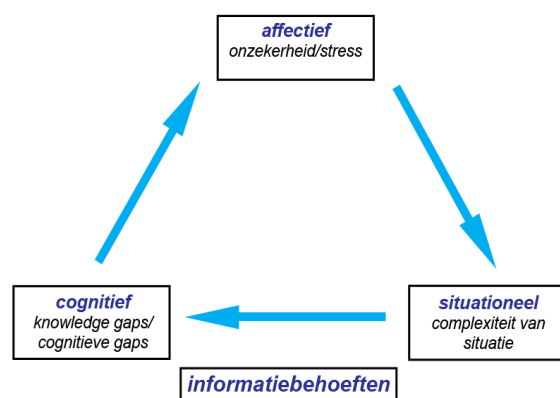 affectief
onzekerheid/stress
cognitief
knowledge gaps/
cognitieve gaps
situationeel
complexiteit van
situatie
informatiebehoeften